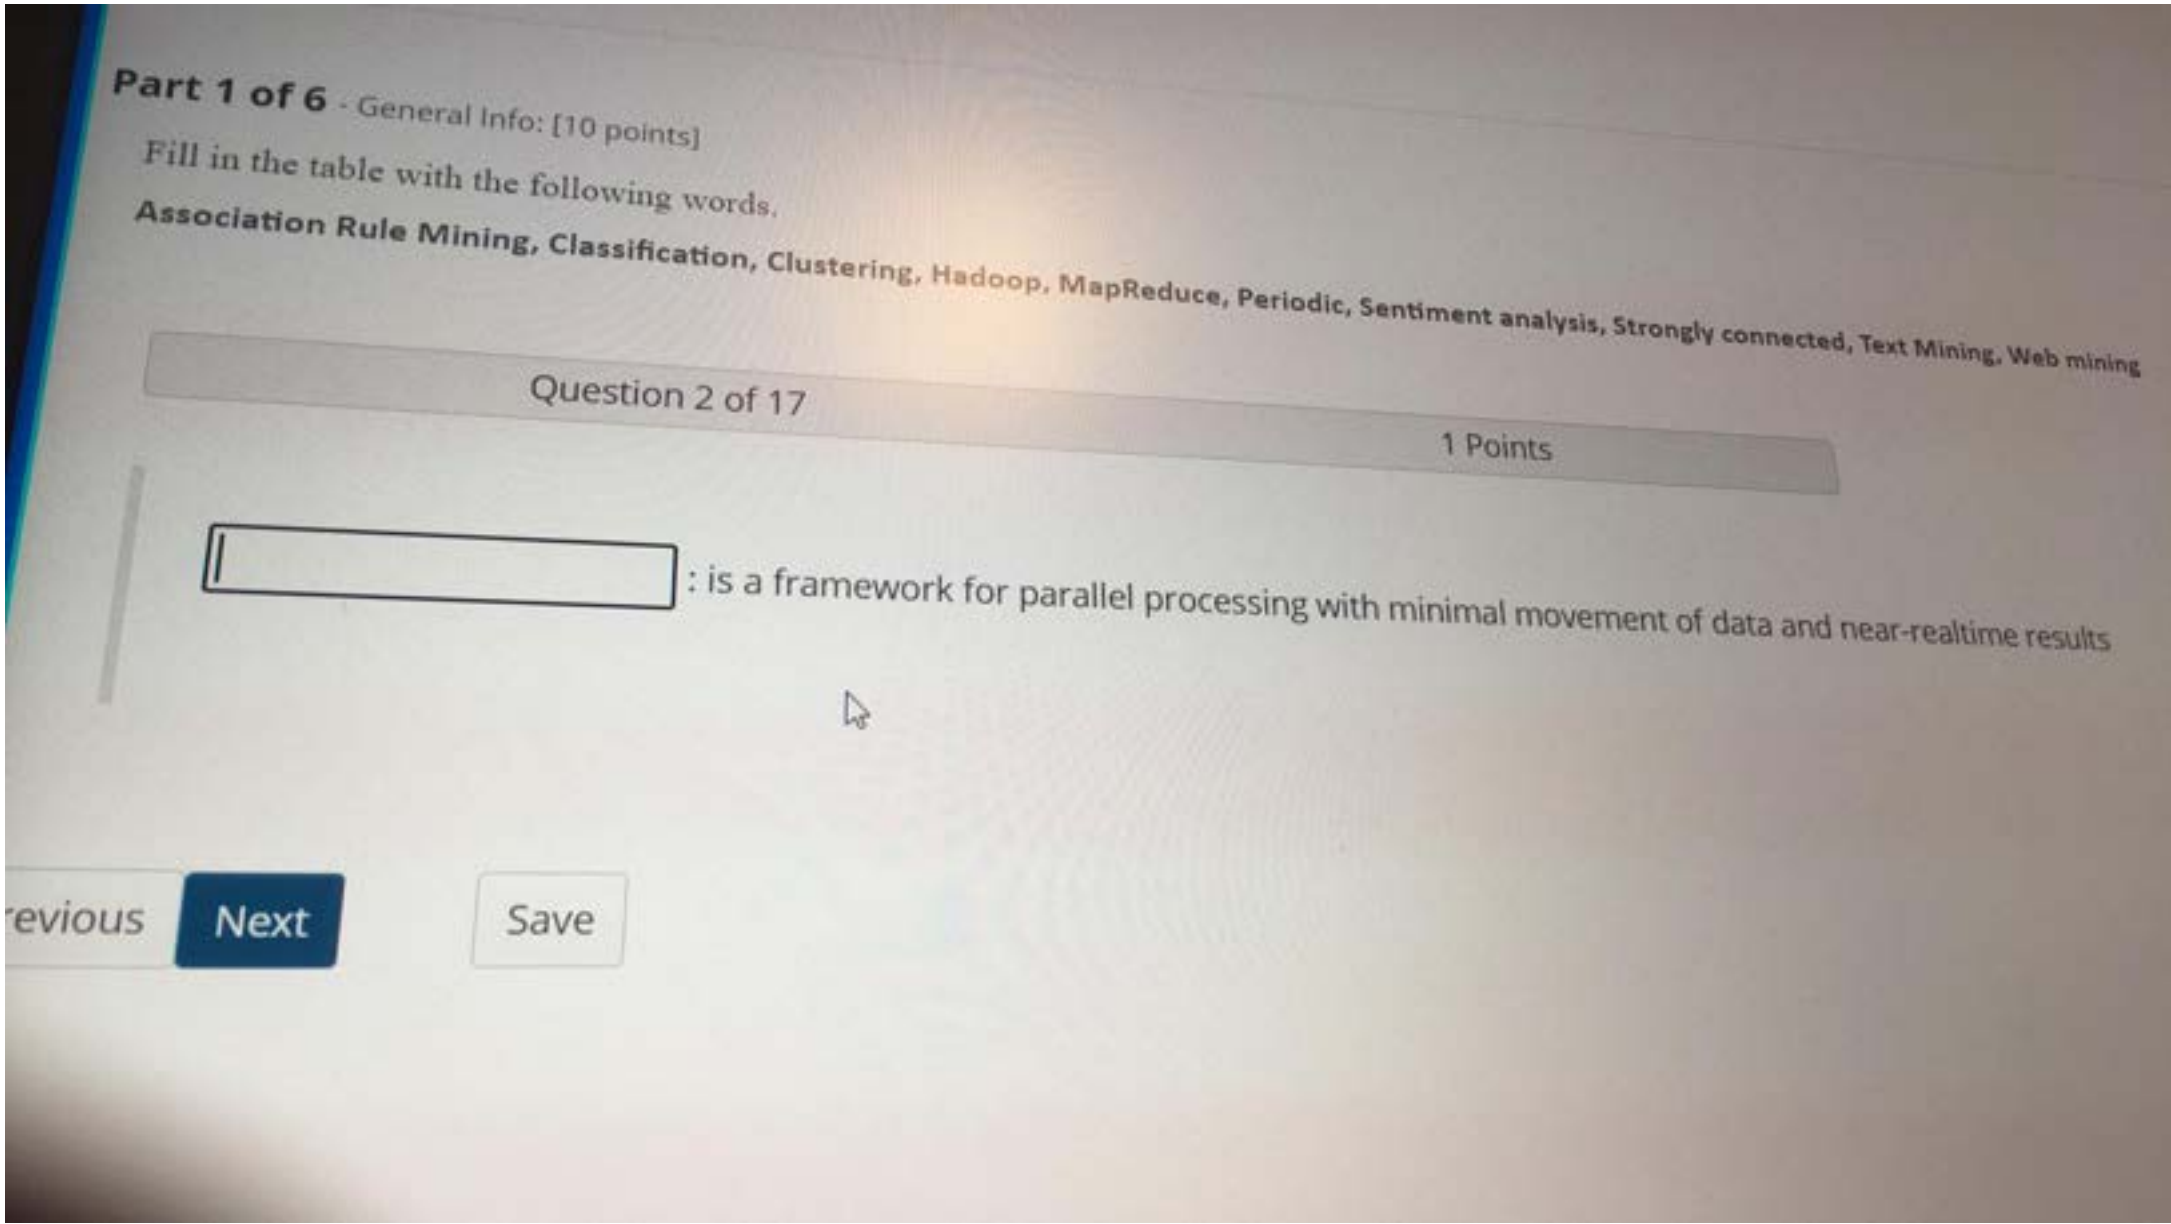 Part 1 of 6 - General Info: [10 points]
Fill in the table with the following words.
Association Rule Mining, Classification, Clustering, Hadoop, MapReduce, Periodic, Sentiment analysis, Strongly connected, Text Mining, Web mining
Question 2 of 17 1 Points
: is a framework for parallel processing with minimal movement of data and near-realtime results
revious Next Save